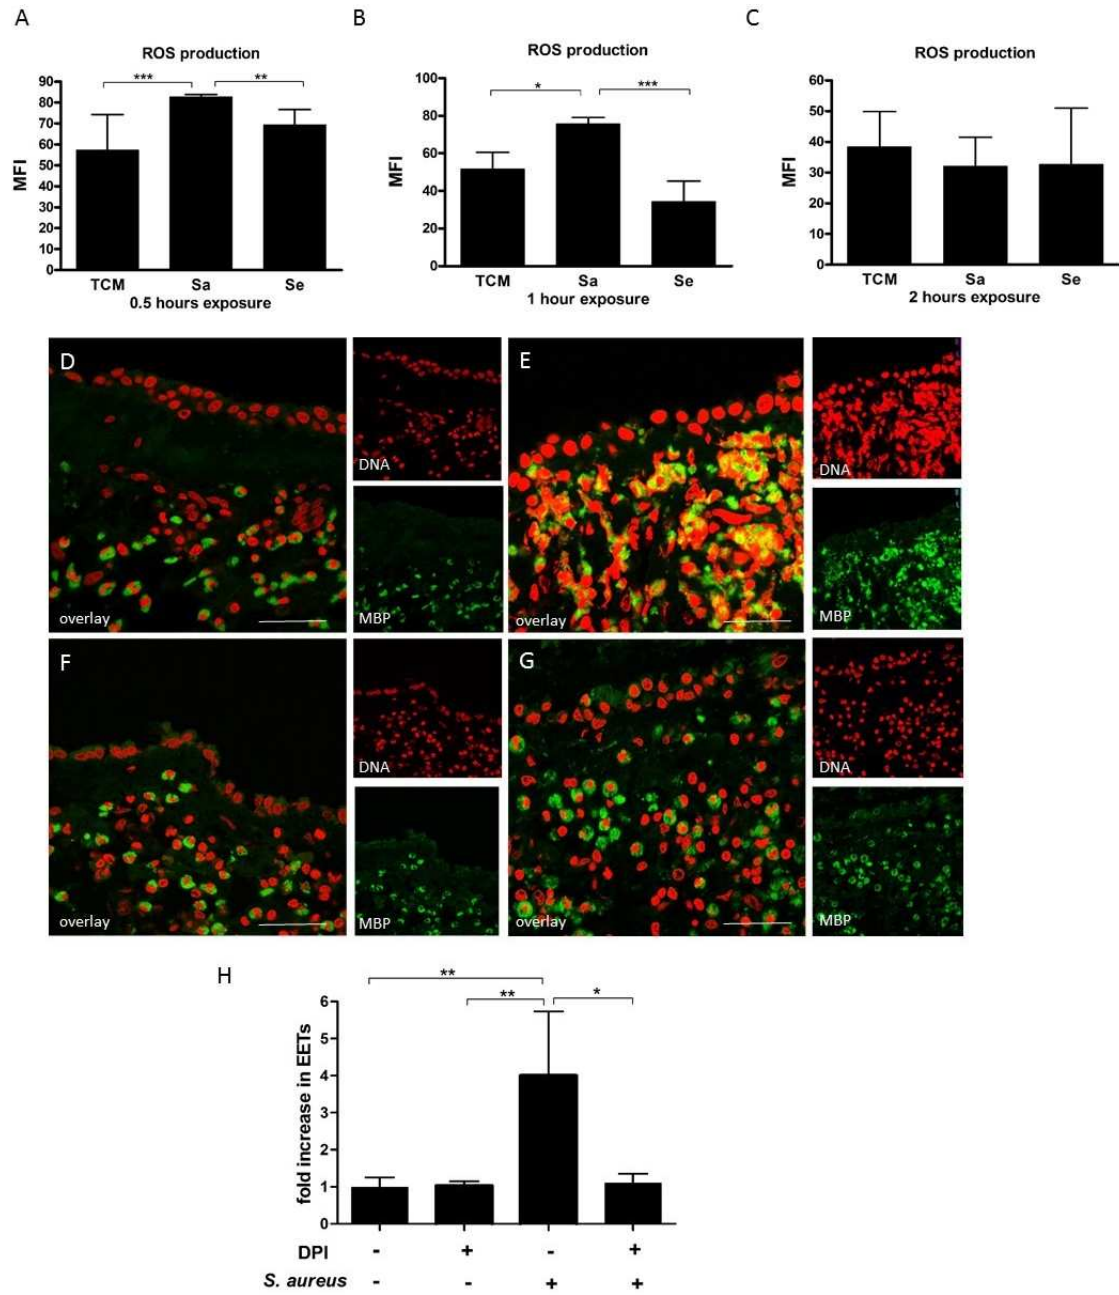 A
ROS production
***
**
90
80
70
60
50
40
30
20
10
0
MFI
TCM
Sa
Se
0.5 hours exposure
B
ROS production
*
***
100
80
60
40
20
0
MFI
TCM
Sa
Se
1 hour exposure
C
ROS production
60
50
40
30
20
10
0
MFI
TCM
Sa
Se
2 hours exposure
D
overlay
DNA
MBP
E
overlay
DNA
MBP
F
overlay
DNA
MBP
G
overlay
DNA
MBP
H
**
**
*
6
5
4
3
2
1
0
fold increase in EETs
DPI - + - +
S. aureus - - + +